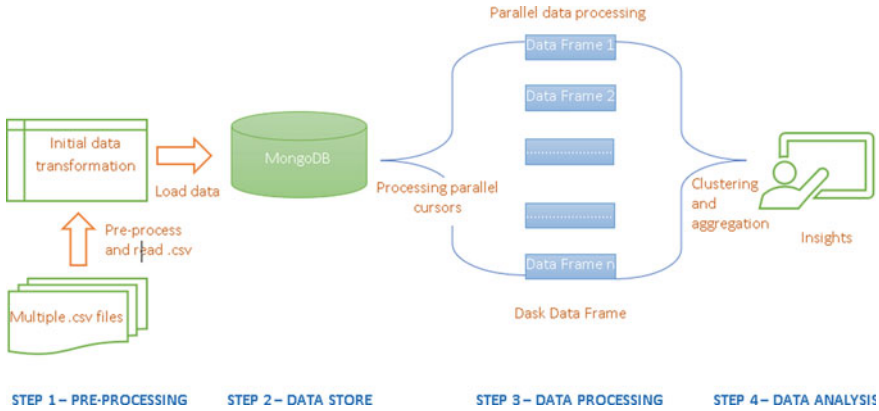 Parallel data processing
Data Frame 1
Data Frame 2
Initial data
transformation
MongoDB
Load data
Processing parallel
cursors
Clustering
and
aggregation
Pre-process
and read .csv
Insights
Data Frame n
Multiple .csv files
Dask Data Frame
STEP 1 – PRE-PROCESSING
STEP 2 – DATA STORE
STEP 3 – DATA PROCESSING
STEP 4 – DATA ANALYSIS